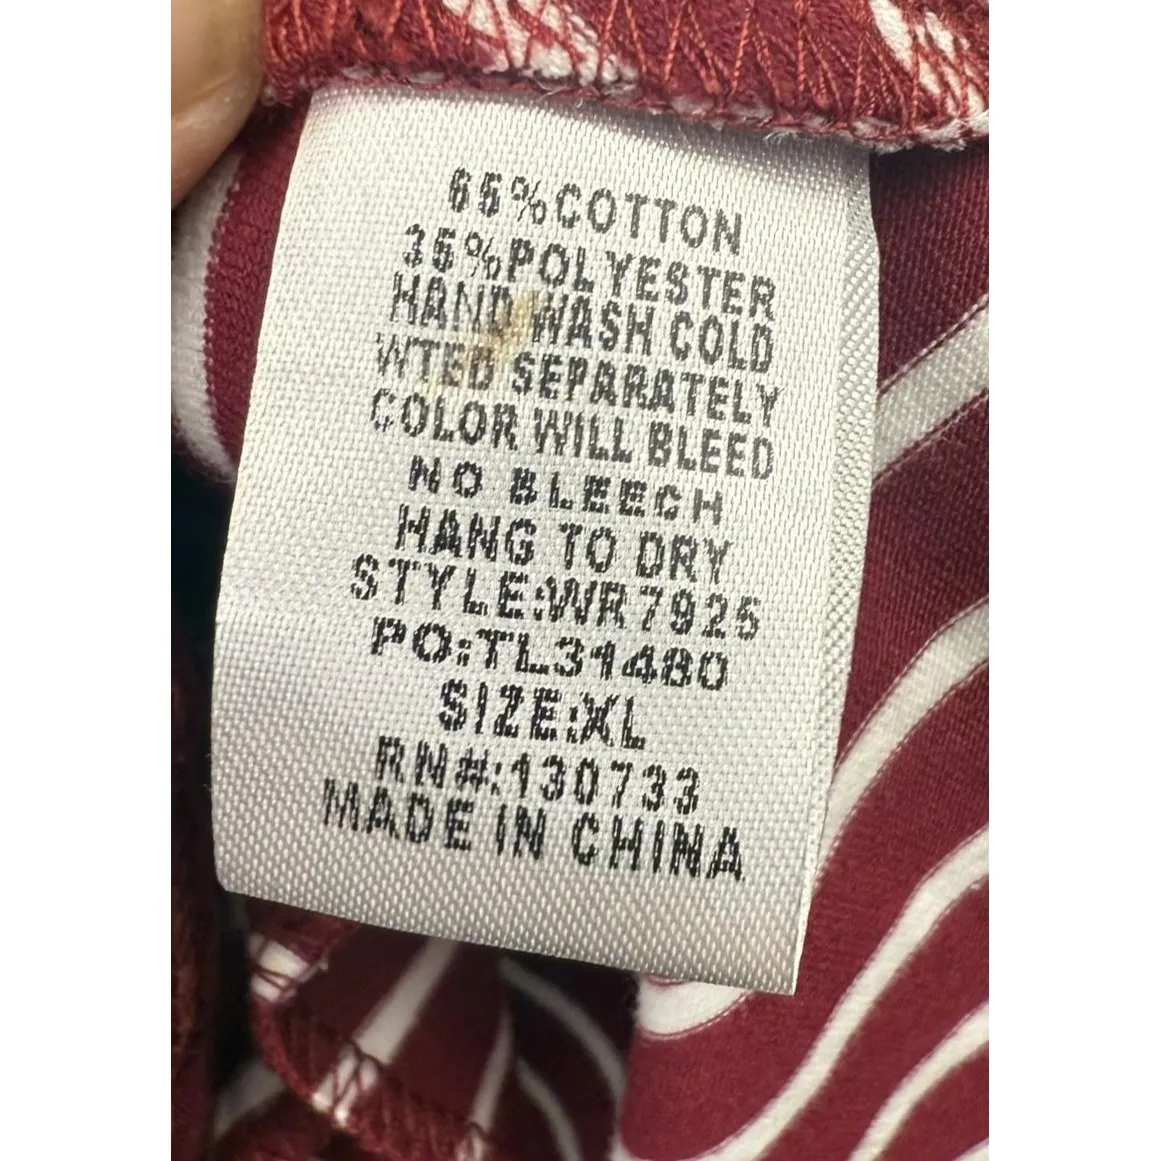 65%COTTON
35%POLYESTER
HAND WASH COLD
WTED SEPARATELY
COLOR WILL BLEED
NO BLEECH
HANG TO DRY
STYLE:WR7925
PO:TL31480
SIZE:XL
RN#:130733
MADE IN CHINA